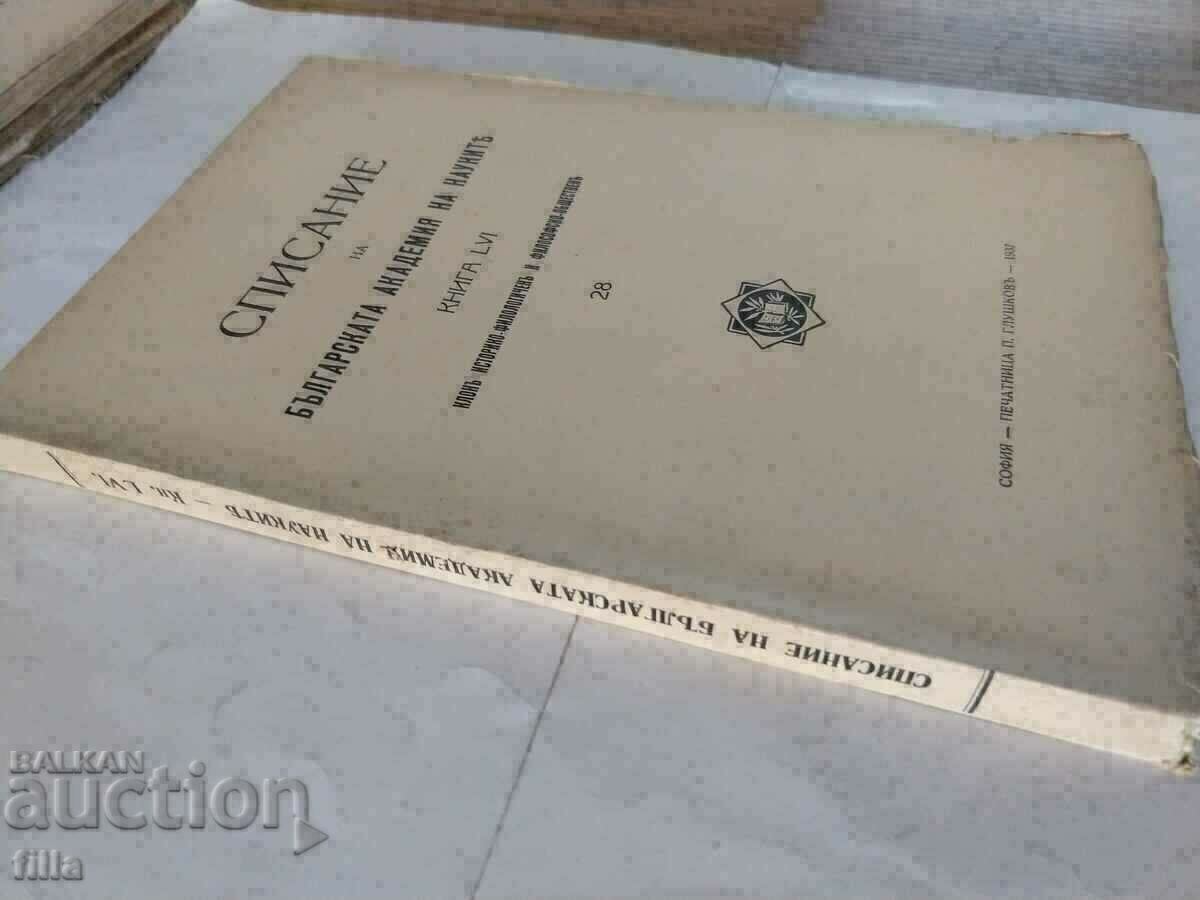 СПИСАНИЕ
НА
БЪЛГАРСКАТА АКАДЕМИЯ НА НАУКИТѢ
КНИГА LVI
КЛОНЪ ИСТОРИКО-ФИЛОЛОГИЧЕНЪ И ФИЛОСОФСКО-ОБЩЕСТВЕНЪ
28
СОФИЯ — ПЕЧАТНИЦА П. ГЛУШКОВЪ — 1937
СПИСАНИЕ НА БЪЛГАРСКАТА АКАДЕМИЯ НА НАУКИТѢ — Кн. LVI.
BALKAN
auction
filla